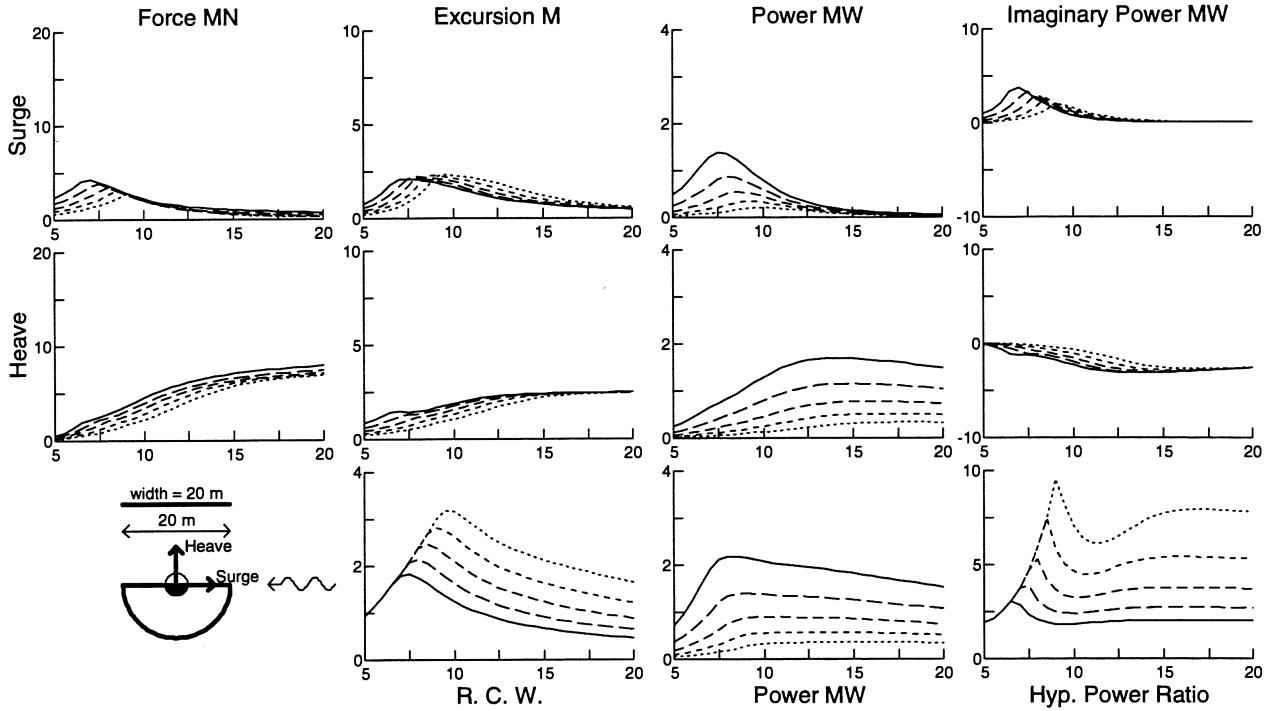 Force MN Excursion M Power MW Imaginary Power MW
20 10 4 10
Surge
10 5 2 0
0 0 0 -10
5 10 15 20 5 10 15 20 5 10 15 20 5 10 15 20
20 10 4 10
Heave
10 5 2 0
0 0 0 -10
5 10 15 20 5 10 15 20 5 10 15 20 5 10 15 20
width = 20 m
20 m
Heave
Surge
4 4 10
2 2 5
0 0 0
5 10 15 20 5 10 15 20 5 10 15 20
R. C. W. Power MW Hyp. Power Ratio